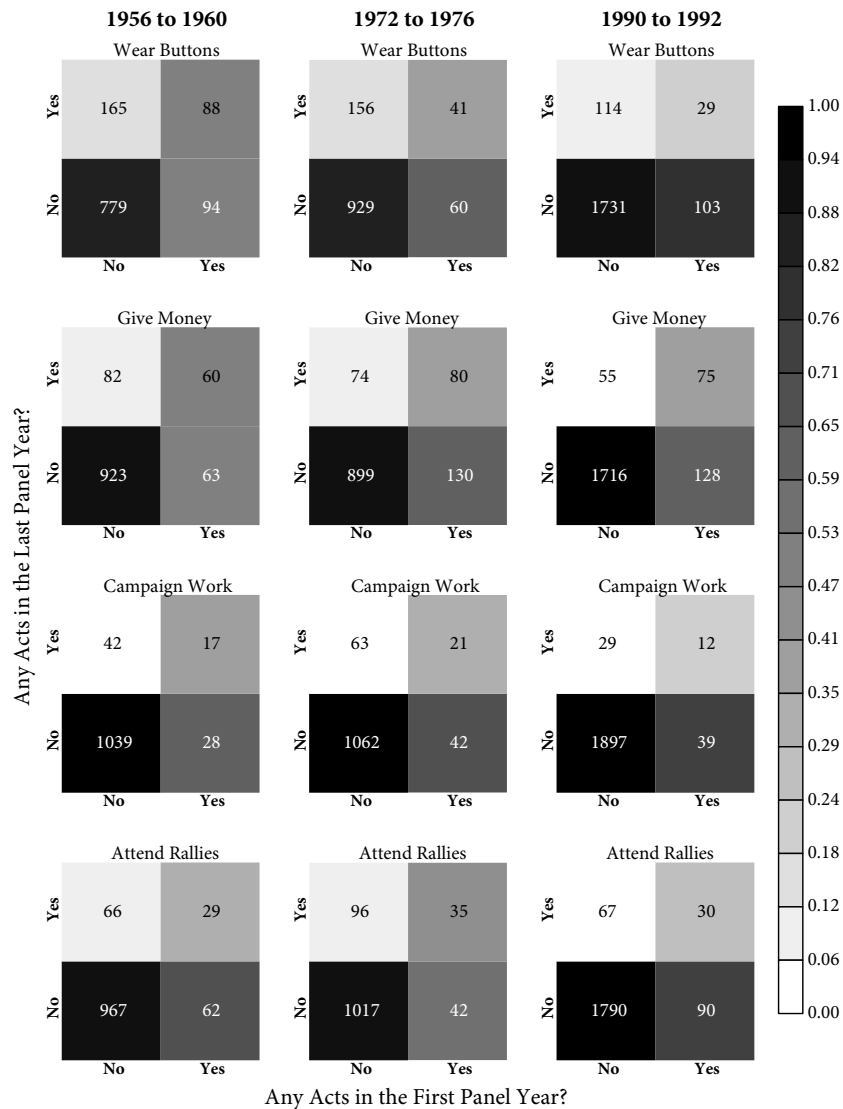 1956 to 1960 1972 to 1976 1990 to 1992
Wear Buttons Wear Buttons Wear Buttons
Yes 165 88 Yes 156 41 Yes 114 29
No 779 94 No 929 60 No 1731 103
No Yes No Yes No Yes
Give Money Give Money Give Money
Yes 82 60 Yes 74 80 Yes 55 75
No 923 63 No 899 130 No 1716 128
No Yes No Yes No Yes
Campaign Work Campaign Work Campaign Work
Yes 42 17 Yes 63 21 Yes 29 12
No 1039 28 No 1062 42 No 1897 39
No Yes No Yes No Yes
Attend Rallies Attend Rallies Attend Rallies
Yes 66 29 Yes 96 35 Yes 67 30
No 967 62 No 1017 42 No 1790 90
No Yes No Yes No Yes
Any Acts in the Last Panel Year?
Any Acts in the First Panel Year?
1.00
0.94
0.88
0.82
0.76
0.71
0.65
0.59
0.53
0.47
0.41
0.35
0.29
0.24
0.18
0.12
0.06
0.00